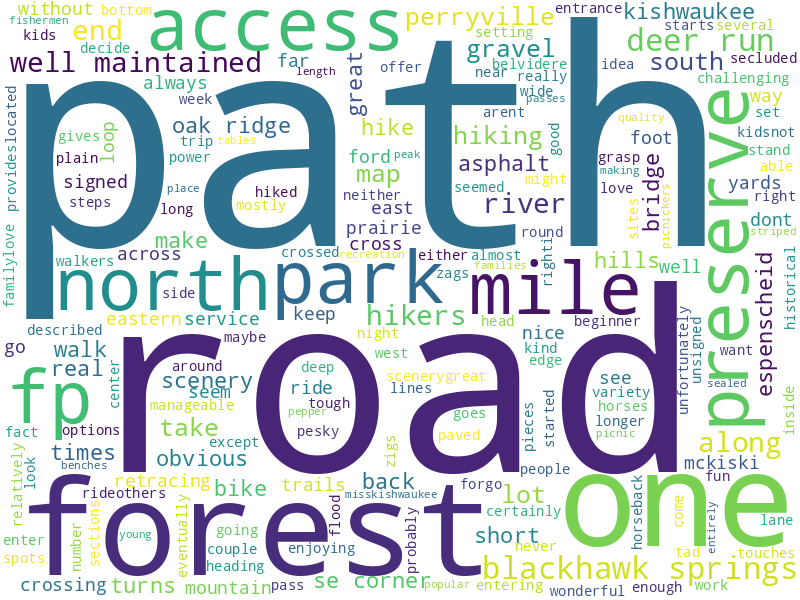 fishermen
without
bottom
access
perryville
entrance
kishwaukee
kids
decide
end
setting
starts
several
deer run
well maintained
far
great
gravel
near
belvidere
really
idea
south
secluded
always
length
offer
wide
passes
challenging
path
week
peak
arent
good
quality
set
way
located
gives
loop
oak ridge
hike
hiking
foot
tables
kidsnot
trip
power
ford
making
stand
plain
map
asphalt
grasp
able
provides
signed
place
neither
seemed
love
bridge
yards
steps
hiked
mostly
river
sites
picnickers
dont
right
long
east
prairie
round
preserve
familylove
make
cross
striped
walkers
across
crossed
either
almost
hills
well
recreation
zags
righti
espenscheid
historical
north
park
families
mile
side
keep
eastern
service
hikers
head
beginner
described
maybe
night
nice
kind
want
unfortunately
unsigned
go
walk
around
west
edge
center
real
scenery
deep
scenerygreat
see
sealed
fp
seem
ride
lines
variety
road
manageable
tough
goes
pieces
started
horses
inside
pepper
longer
fact
options
take
pesky
paved
picnic
along
times
obvious
except
zigs
people
relatively
look
benches
retracing
back
mckiski
rideothers
bike
trails
misskishwaukee
forgo
lot
one
fun
enter
young
going
flood
probably
certainly
horseback
come
lane
spots
number
sections
eventually
couple
enjoying
short
never
tad
entirely
touches
forest
heading
blackhawk springs
crossing
turns
mountain
pass
se corner
popular
entering
wonderful
enough
work
might